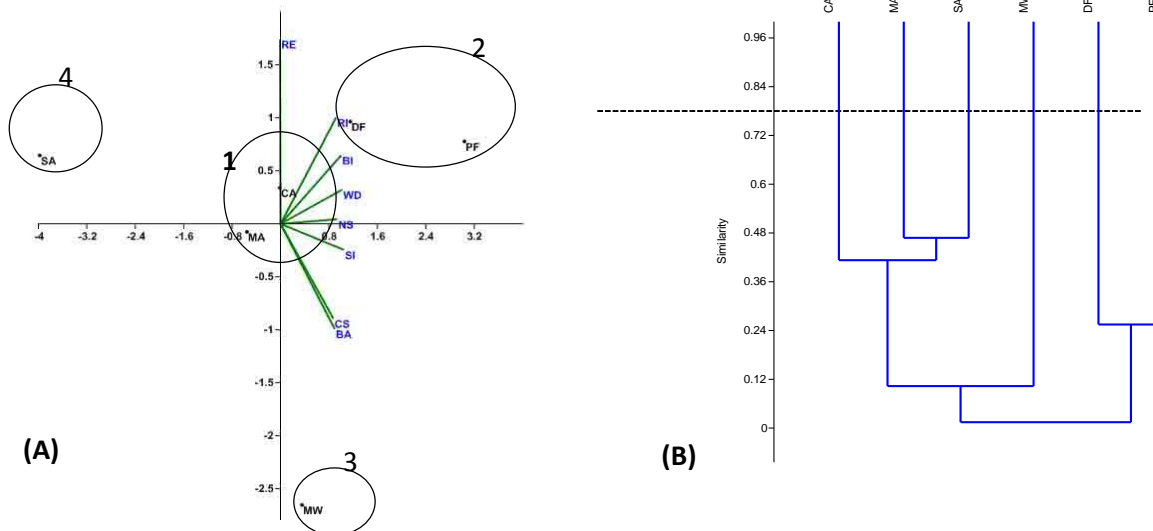 RE
2
1.5
4
1
RI
DF
BI
PF
SA
1
0.5
CA
WD
NS
-4
-3.2
-2.4
-1.6
-0.8
MA
0.8
1.6
2.4
3.2
SI
-0.5
CS
-1
BA
-1.5
-2
(A)
3
-2.5
MW
CA
MA
SA
MW
DF
PF
0.96
0.84
0.72
0.6
0.48
0.36
0.24
0.12
0
Similarity
(B)